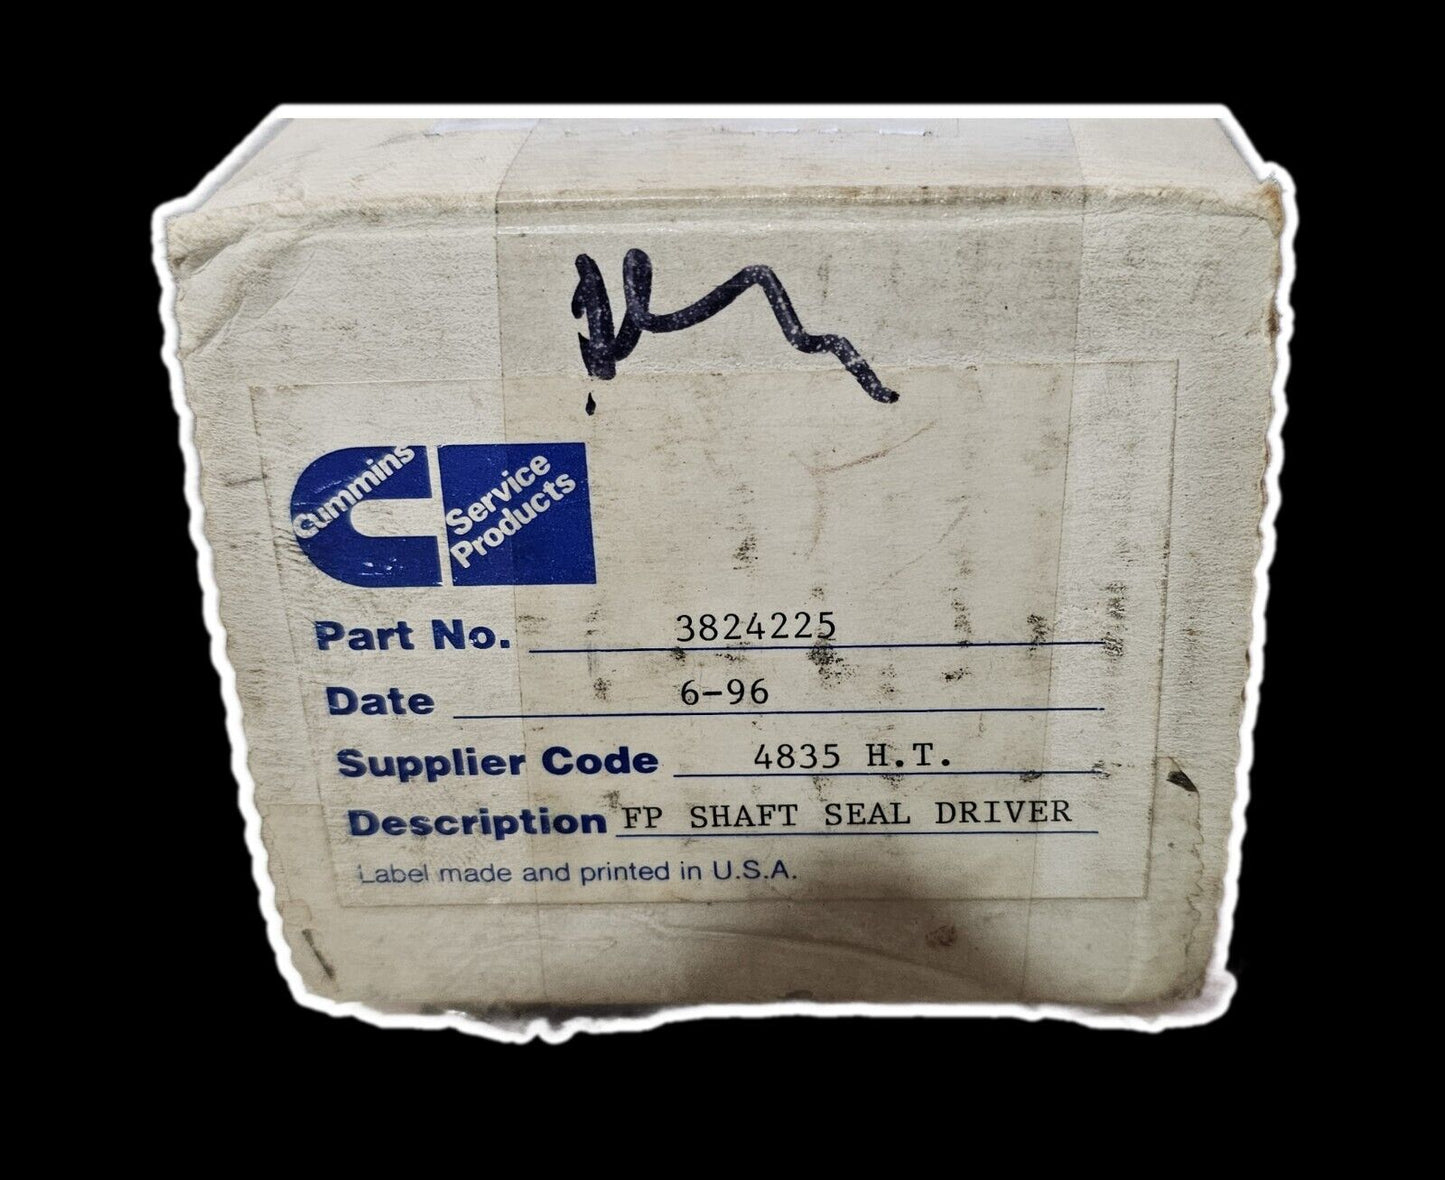 Cummins
Service
Products
Part No. 3824225
Date 6-96
Supplier Code 4835 H.T.
Description FP SHAFT SEAL DRIVER
Label made and printed in U.S.A.